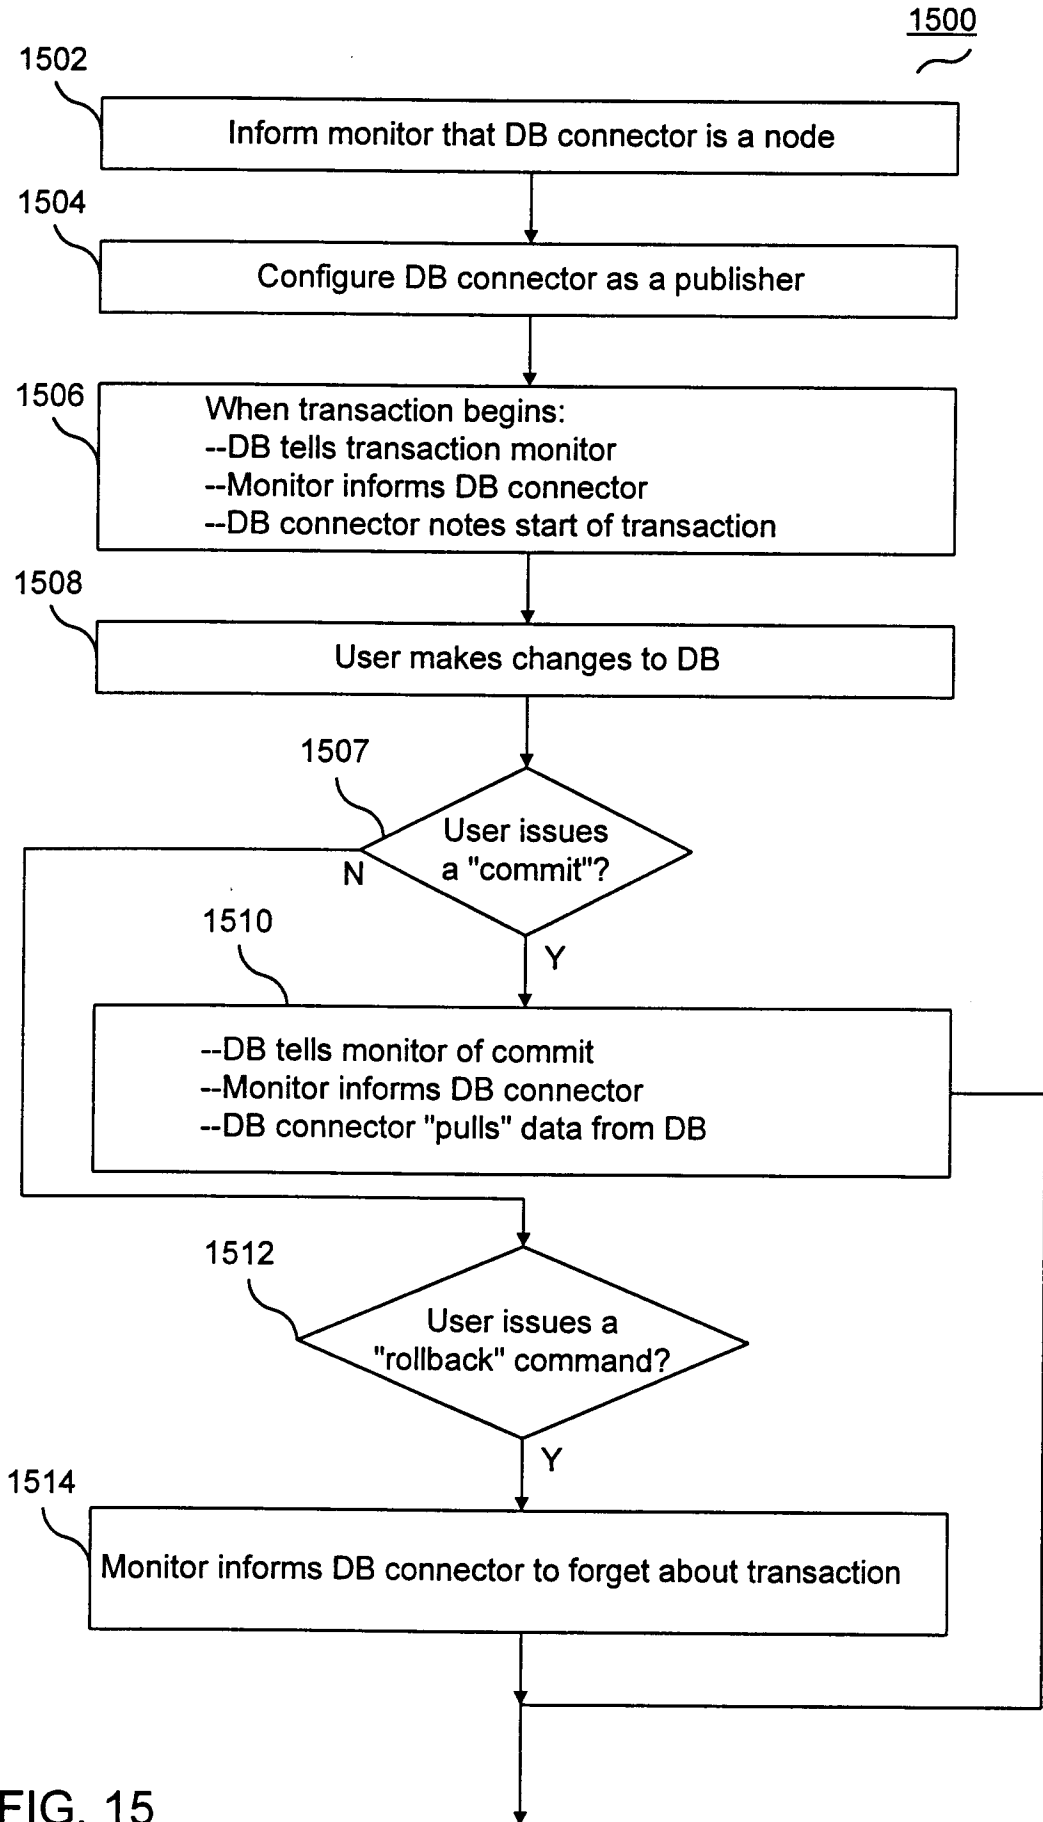 1500
1502
Inform monitor that DB connector is a node
1504
Configure DB connector as a publisher
1506
When transaction begins:
--DB tells transaction monitor
--Monitor informs DB connector
--DB connector notes start of transaction
1508
User makes changes to DB
1507
User issues
a "commit"?
N
Y
1510
--DB tells monitor of commit
--Monitor informs DB connector
--DB connector "pulls" data from DB
1512
User issues a
"rollback" command?
Y
1514
Monitor informs DB connector to forget about transaction
FIG. 15